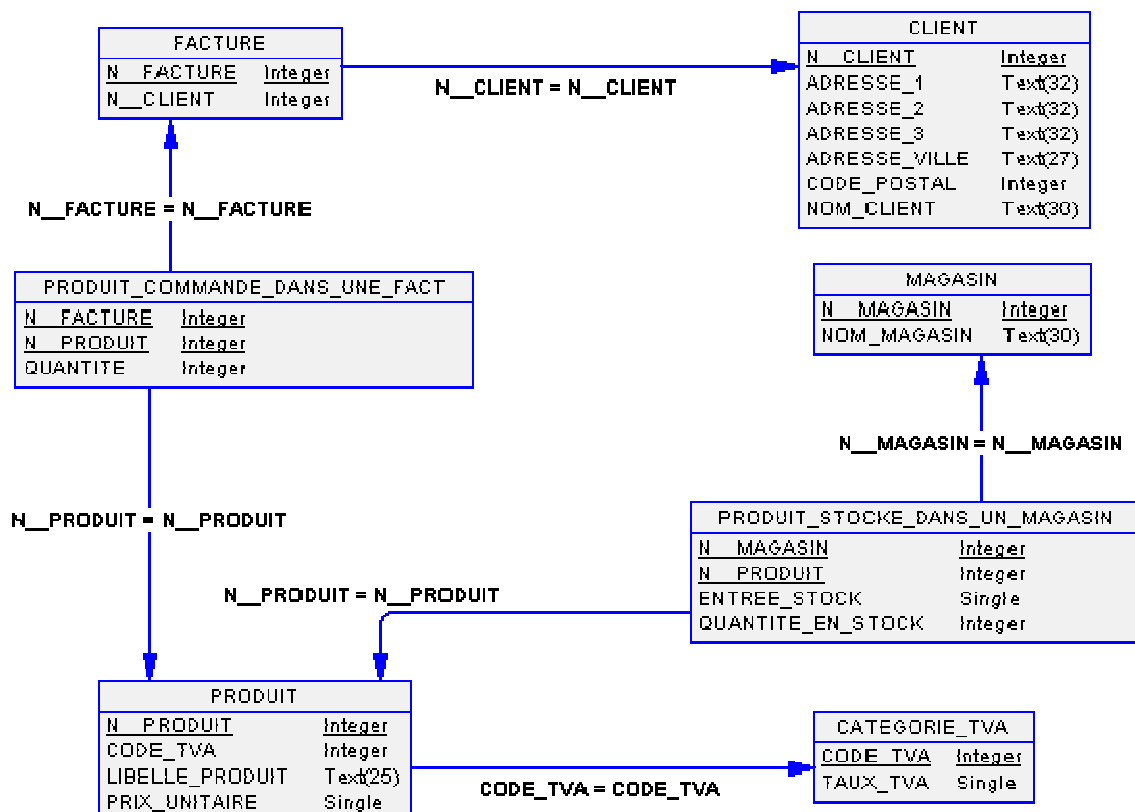 FACTURE
N__FACTURE Integer
N__CLIENT Integer
N__CLIENT = N__CLIENT
CLIENT
N__CLIENT Integer
ADRESSE_1 Text(32)
ADRESSE_2 Text(32)
ADRESSE_3 Text(32)
ADRESSE_VILLE Text(27)
CODE_POSTAL Integer
NOM_CLIENT Text(30)
N__FACTURE = N__FACTURE
PRODUIT_COMMANDE_DANS_UNE_FACT
N__FACTURE Integer
N__PRODUIT Integer
QUANTITE Integer
MAGASIN
N__MAGASIN Integer
NOM_MAGASIN Text(30)
N__MAGASIN = N__MAGASIN
N__PRODUIT = N__PRODUIT
PRODUIT_STOCKE_DANS_UN_MAGASIN
N__MAGASIN Integer
N__PRODUIT Integer
ENTREE_STOCK Single
QUANTITE_EN_STOCK Integer
N__PRODUIT = N__PRODUIT
PRODUIT
N__PRODUIT Integer
CODE_TVA Integer
LIBELLE_PRODUIT Text(25)
PRIX_UNITAIRE Single
CODE_TVA = CODE_TVA
CATEGORIE_TVA
CODE_TVA Integer
TAUX_TVA Single